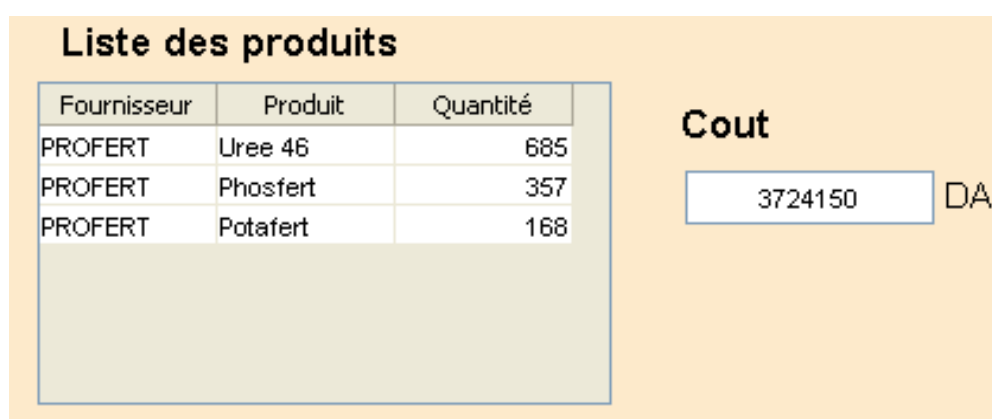 Liste des produits
Fournisseur Produit Quantité
PROFERT Uree 46 685
PROFERT Phosfert 357
PROFERT Potafert 168
Cout
3724150 DA